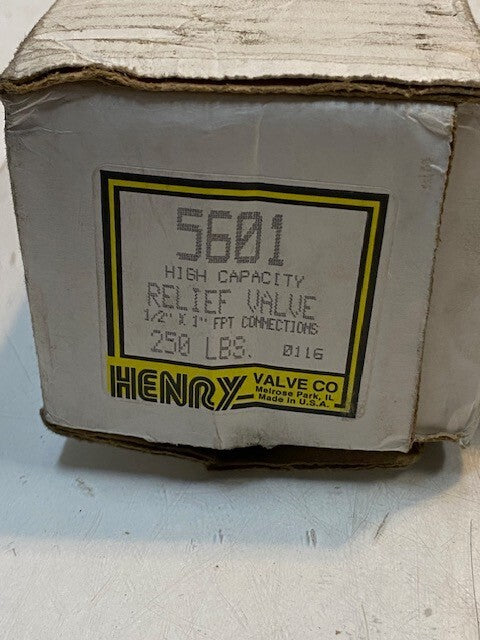 5601
HIGH CAPACITY
RELIEF VALVE
1/2" X 1" FPT CONNECTIONS
250 LBS. 0116
HENRY VALVE CO
Melrose Park, IL
Made in U.S.A.